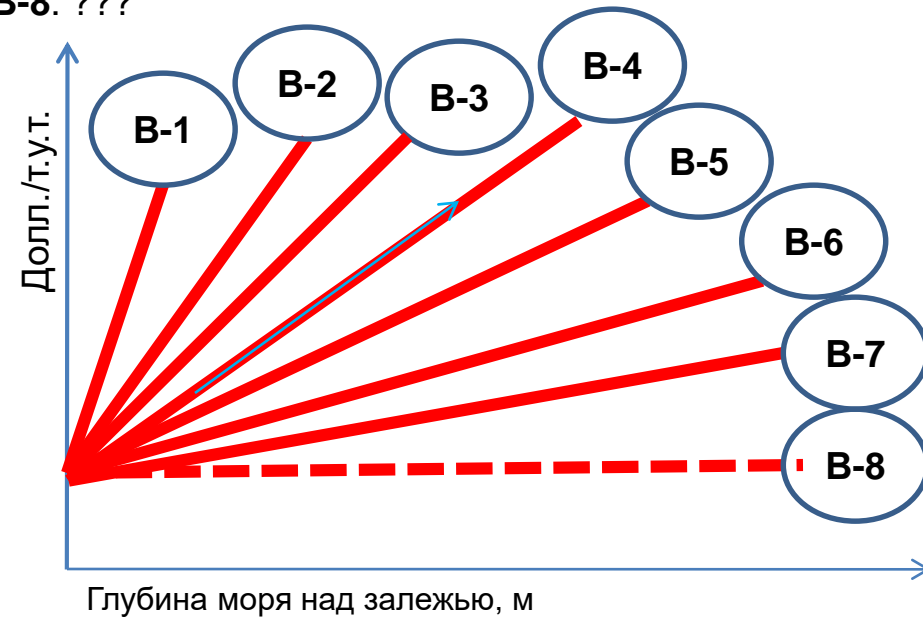 В-8. ???
В-1
В-2
В-3
В-4
В-5
В-6
В-7
В-8
Долл./т.у.т.
Глубина моря над залежью, м